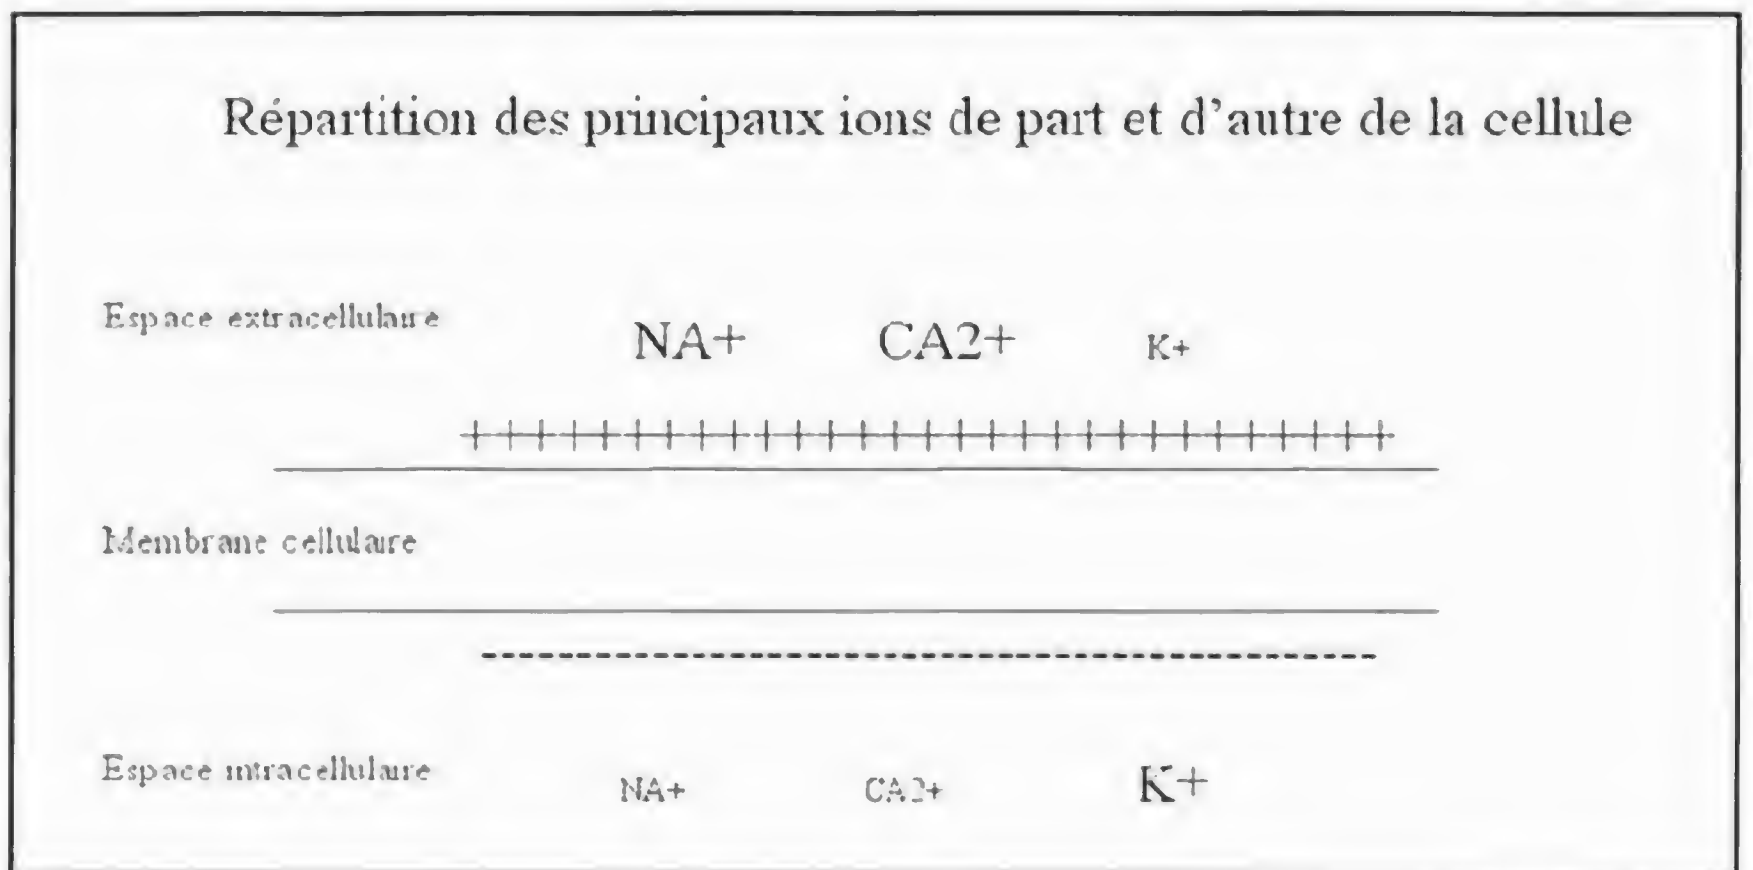 Répartition des principaux ions de part et d'autre de la cellule
Espace extracellulaire
NA+ CA2+ K+
+++++++++++++++++++++++++++++
Membrane cellulaire
------------------------------------------------
Espace intracellulaire
NA+ CA2+ K+